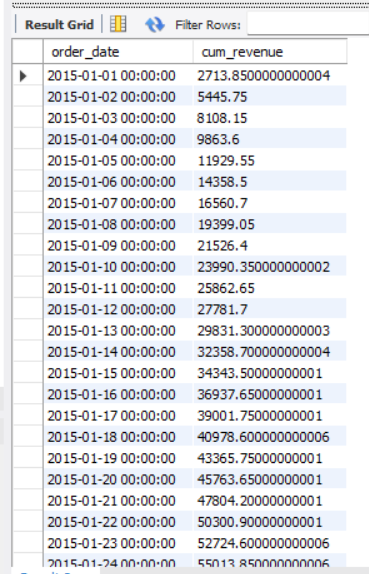 Result Grid Filter Rows:
order_date cum_revenue
2015-01-01 00:00:00 2713.8500000000004
2015-01-02 00:00:00 5445.75
2015-01-03 00:00:00 8108.15
2015-01-04 00:00:00 9863.6
2015-01-05 00:00:00 11929.55
2015-01-06 00:00:00 14358.5
2015-01-07 00:00:00 16560.7
2015-01-08 00:00:00 19399.05
2015-01-09 00:00:00 21526.4
2015-01-10 00:00:00 23990.350000000002
2015-01-11 00:00:00 25862.65
2015-01-12 00:00:00 27781.7
2015-01-13 00:00:00 29831.300000000003
2015-01-14 00:00:00 32358.700000000004
2015-01-15 00:00:00 34343.50000000001
2015-01-16 00:00:00 36937.65000000001
2015-01-17 00:00:00 39001.75000000001
2015-01-18 00:00:00 40978.600000000006
2015-01-19 00:00:00 43365.75000000001
2015-01-20 00:00:00 45763.65000000001
2015-01-21 00:00:00 47804.20000000001
2015-01-22 00:00:00 50300.90000000001
2015-01-23 00:00:00 52724.600000000006
2015-01-24 00:00:00 55013.850000000006